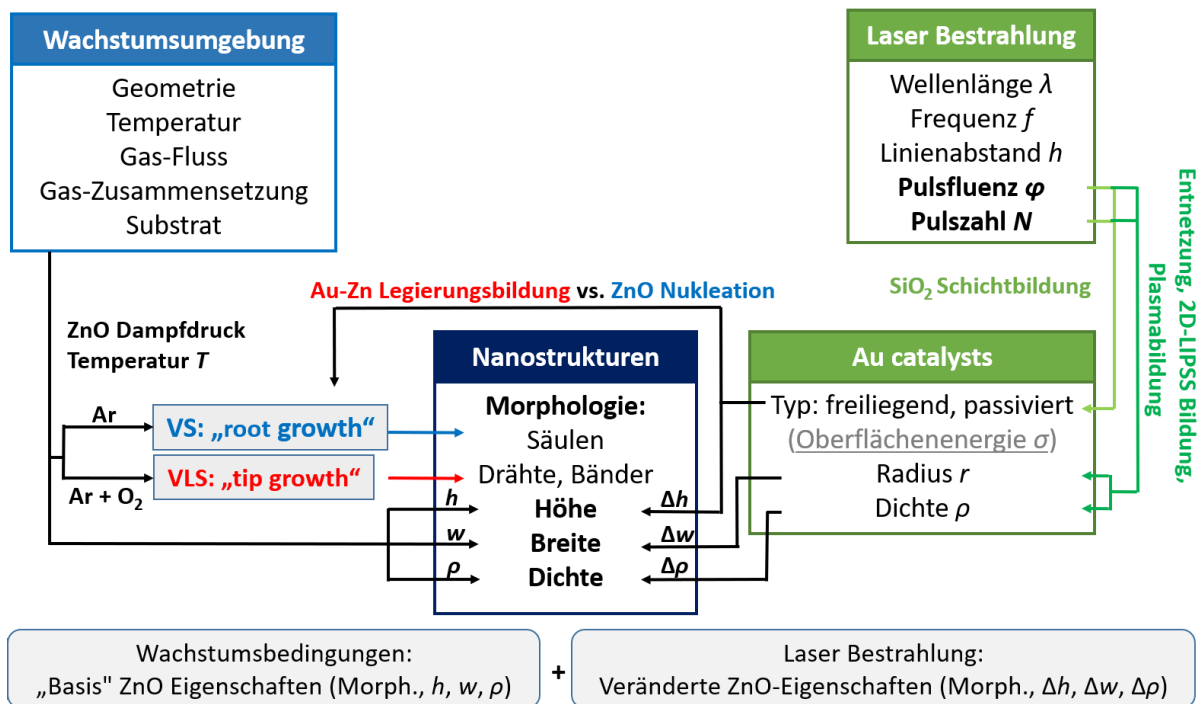 Wachstumsumgebung
Geometrie
Temperatur
Gas-Fluss
Gas-Zusammensetzung
Substrat
Laser Bestrahlung
Wellenlänge λ
Frequenz f
Linienabstand h
Pulsfluenz φ
Pulszahl N
Entnetzung, 2D-LIPSS Bildung,
Plasmabildung
SiO₂ Schichtbildung
Au-Zn Legierungsbildung vs. ZnO Nukleation
ZnO Dampfdruck
Temperatur T
Ar
VS: „root growth“
VLS: „tip growth“
Ar + O₂
Nanostrukturen
Morphologie:
Säulen
Drähte, Bänder
h Höhe Δh
w Breite Δw
ρ Dichte Δρ
Au catalysts
Typ: freiliegend, passiviert
(Oberflächenenergie σ)
Radius r
Dichte ρ
Wachstumsbedingungen:
„Basis" ZnO Eigenschaften (Morph., h, w, ρ)
+
Laser Bestrahlung:
Veränderte ZnO-Eigenschaften (Morph., Δh, Δw, Δρ)